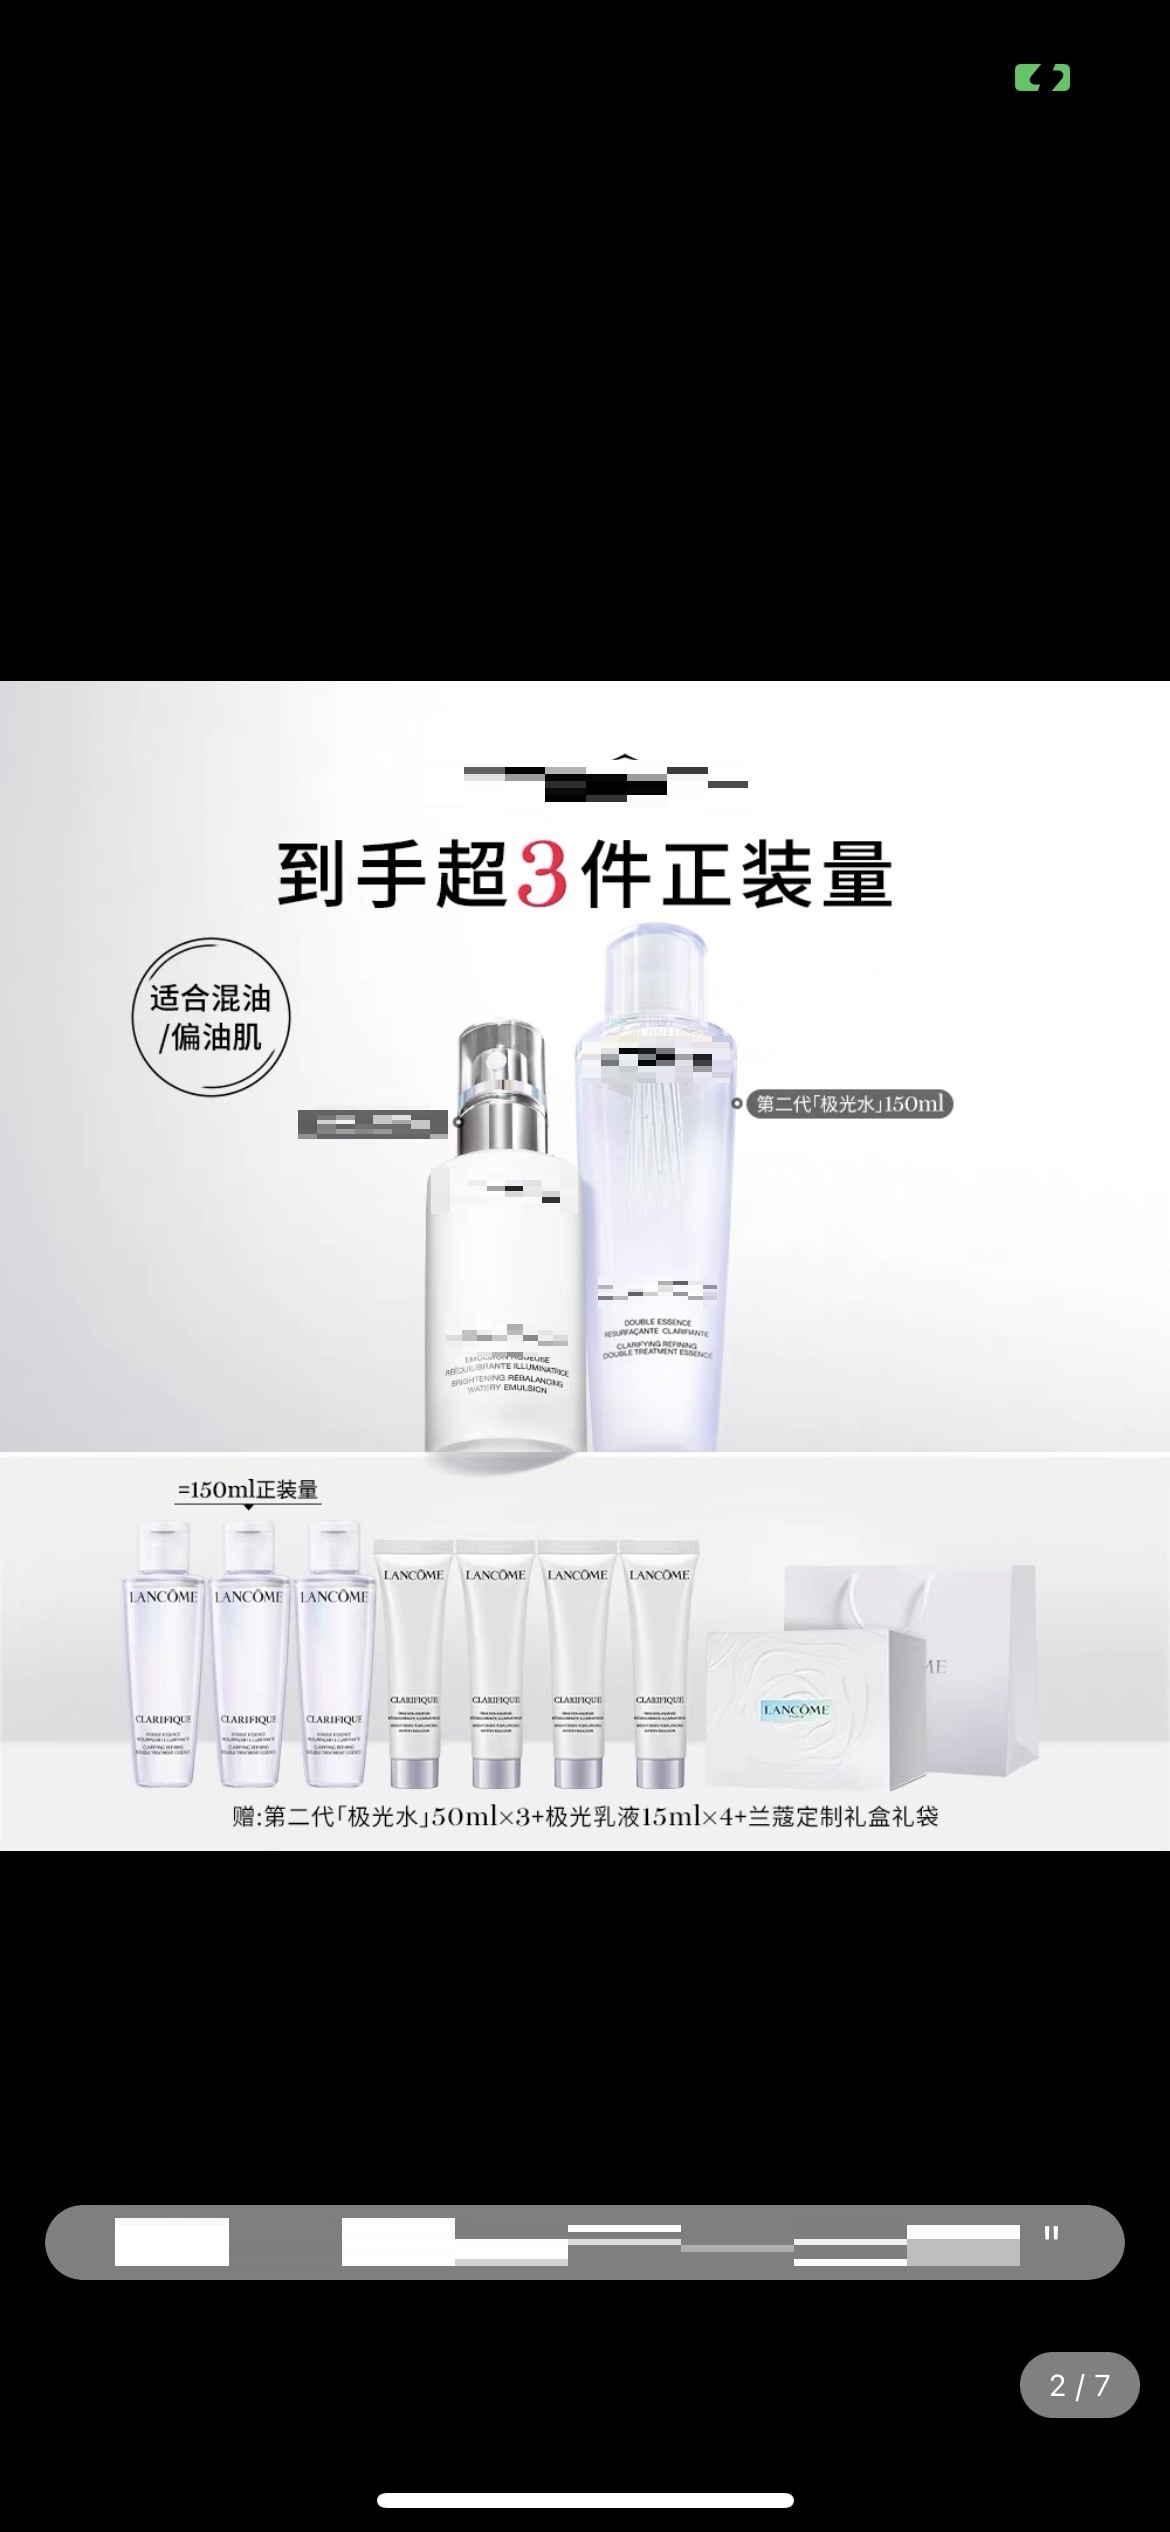 到手超3件正装量
适合混油
/偏油肌
第二代「极光水」150ml
DOUBLE ESSENCE
RESURFAÇANTE CLARIFIANTE
CLARIFYING REFINING
DOUBLE TREATMENT ESSENCE
RÉÉQUILIBRANTE ILLUMINATRICE
BRIGHTENING REBALANCING
WATERY EMULSION
=150ml正装量
LANCÔME LANCÔME LANCÔME LANCÔME LANCÔME LANCÔME LANCÔME
CLARIFIQUE CLARIFIQUE CLARIFIQUE CLARIFIQUE CLARIFIQUE CLARIFIQUE CLARIFIQUE
LANCÔME
赠:第二代「极光水」50ml×3+极光乳液15ml×4+兰蔻定制礼盒礼袋
2 / 7